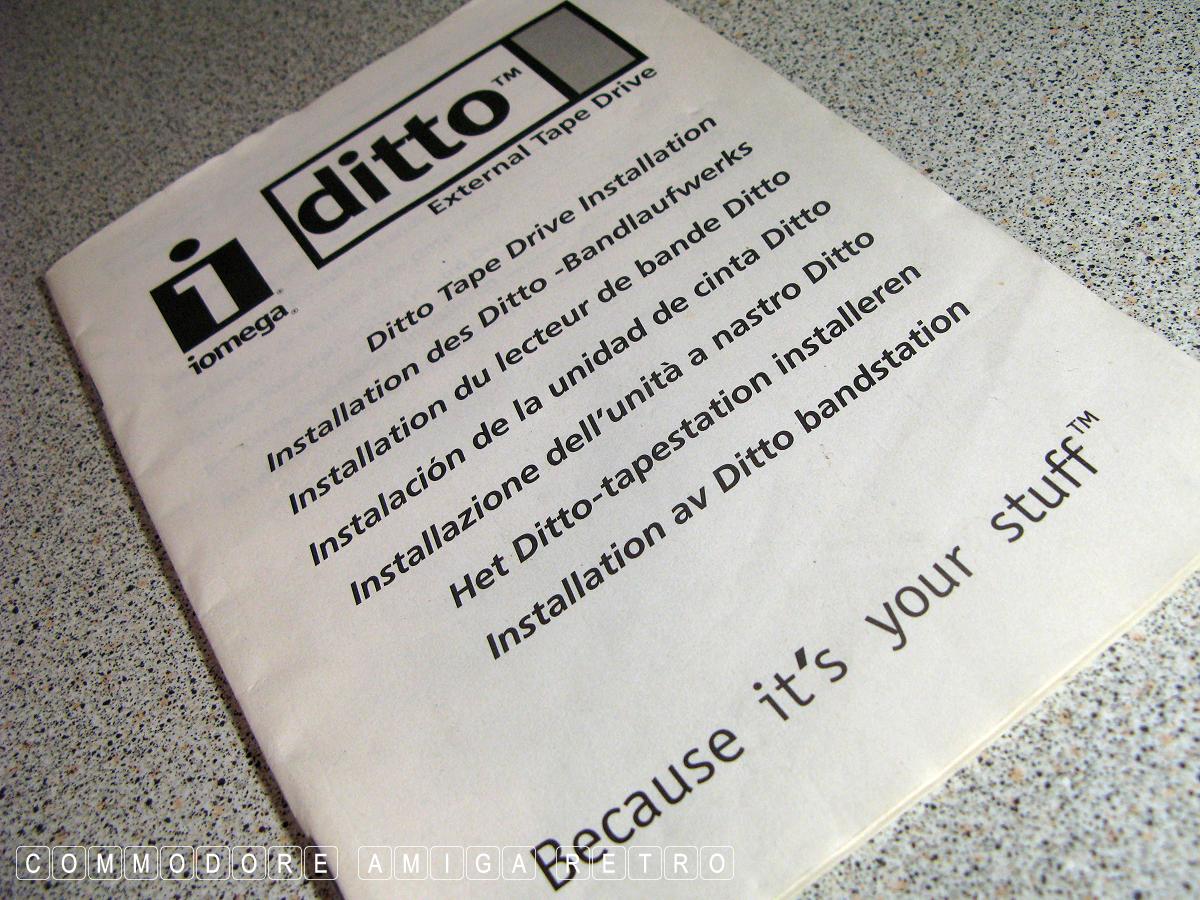 ditto™
External Tape Drive
iomega®
Ditto Tape Drive Installation
Installation des Ditto -Bandlaufwerks
Installation du lecteur de bande Ditto
Instalación de la unidad de cinta Ditto
Installazione dell'unità a nastro Ditto
Het Ditto-tapestation installeren
Installation av Ditto bandstation
Because it's your stuff™
COMMODORE AMIGA RETRO